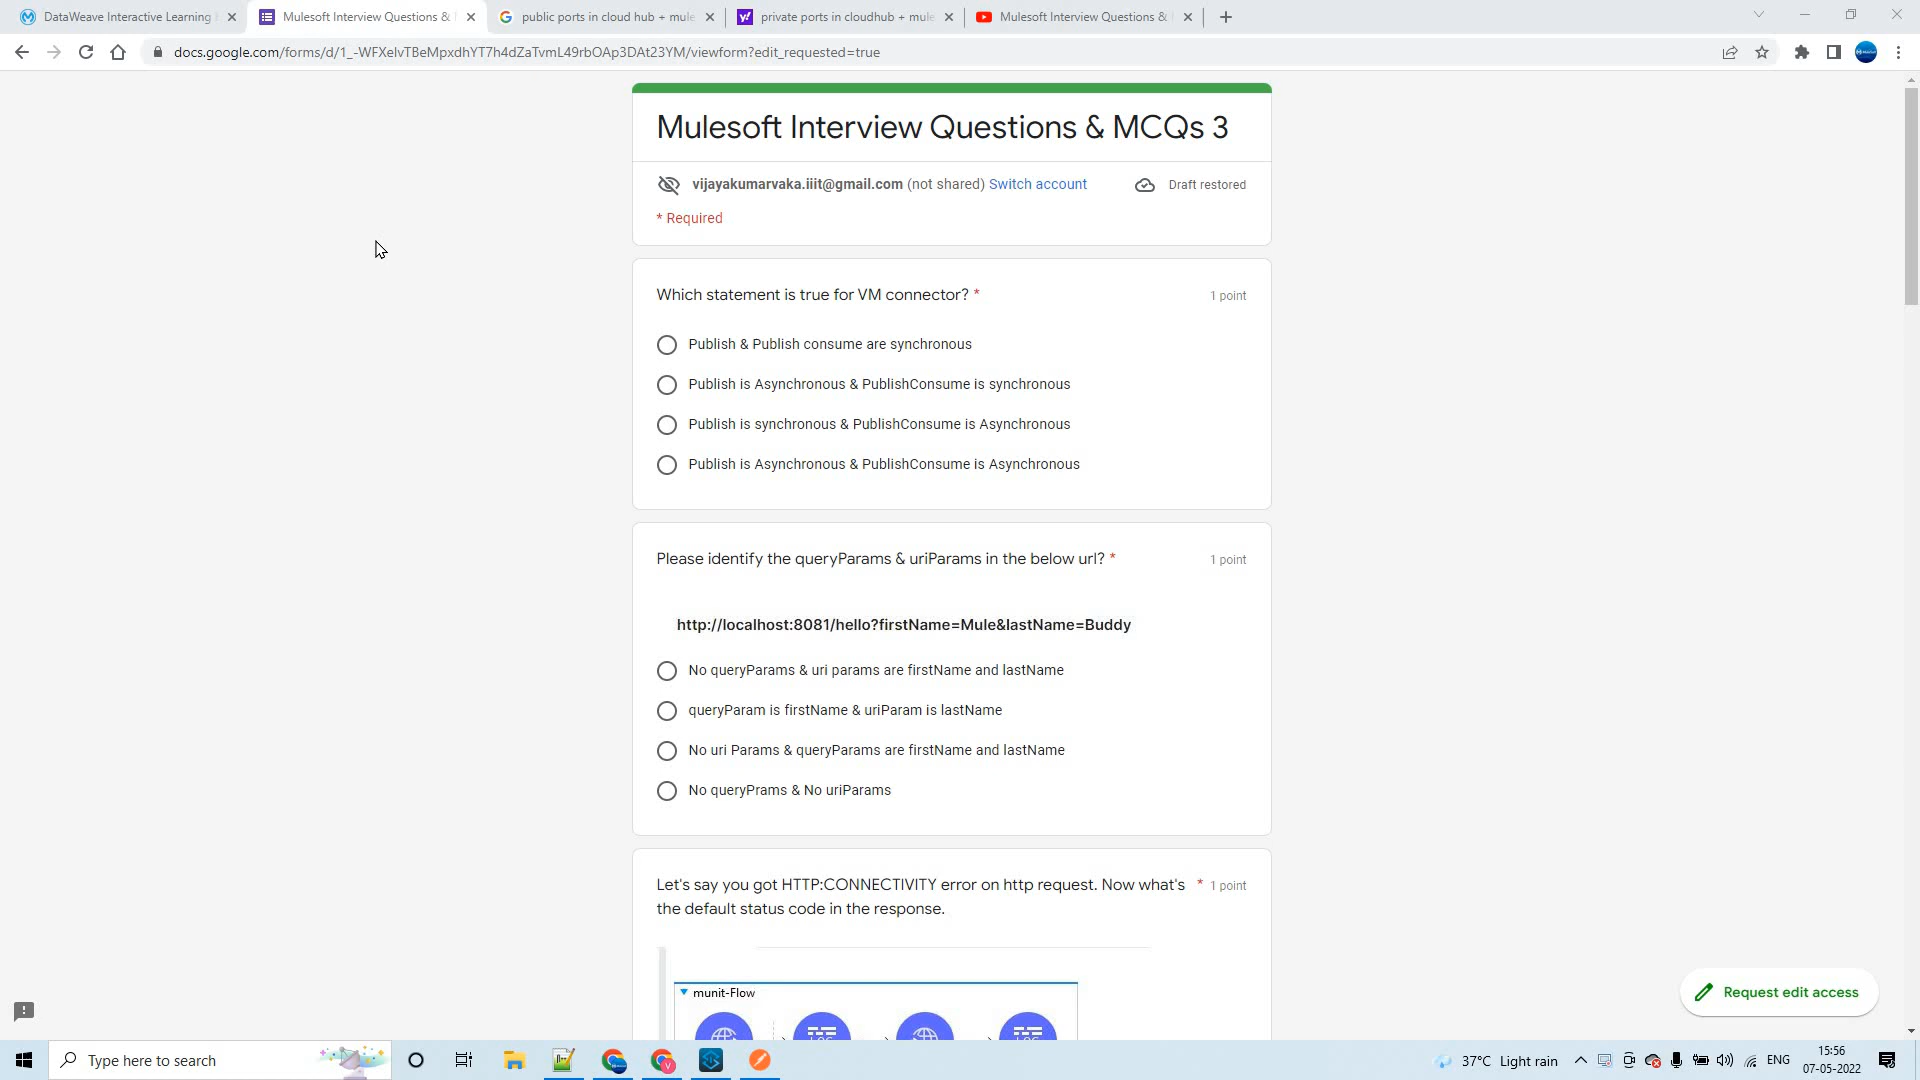 DataWeave Interactive Learning
Mulesoft Interview Questions &
public ports in cloud hub + mule
private ports in cloudhub + mule
Mulesoft Interview Questions &
docs.google.com/forms/d/1_-WFXelvTBeMpxdhYT7h4dZaTvmL49rbOAp3DAt23YM/viewform?edit_requested=true
Mulesoft Interview Questions & MCQs 3
vijayakumarvaka.iiit@gmail.com (not shared) Switch account
Draft restored
* Required
Which statement is true for VM connector? *
1 point
Publish & Publish consume are synchronous
Publish is Asynchronous & PublishConsume is synchronous
Publish is synchronous & PublishConsume is Asynchronous
Publish is Asynchronous & PublishConsume is Asynchronous
Please identify the queryParams & uriParams in the below url? *
1 point
http://localhost:8081/hello?firstName=Mule&lastName=Buddy
No queryParams & uri params are firstName and lastName
queryParam is firstName & uriParam is lastName
No uri Params & queryParams are firstName and lastName
No queryPrams & No uriParams
Let's say you got HTTP:CONNECTIVITY error on http request. Now what's * 1 point
the default status code in the response.
munit-Flow
Request edit access
Type here to search
37°C Light rain
ENG
15:56
07-05-2022